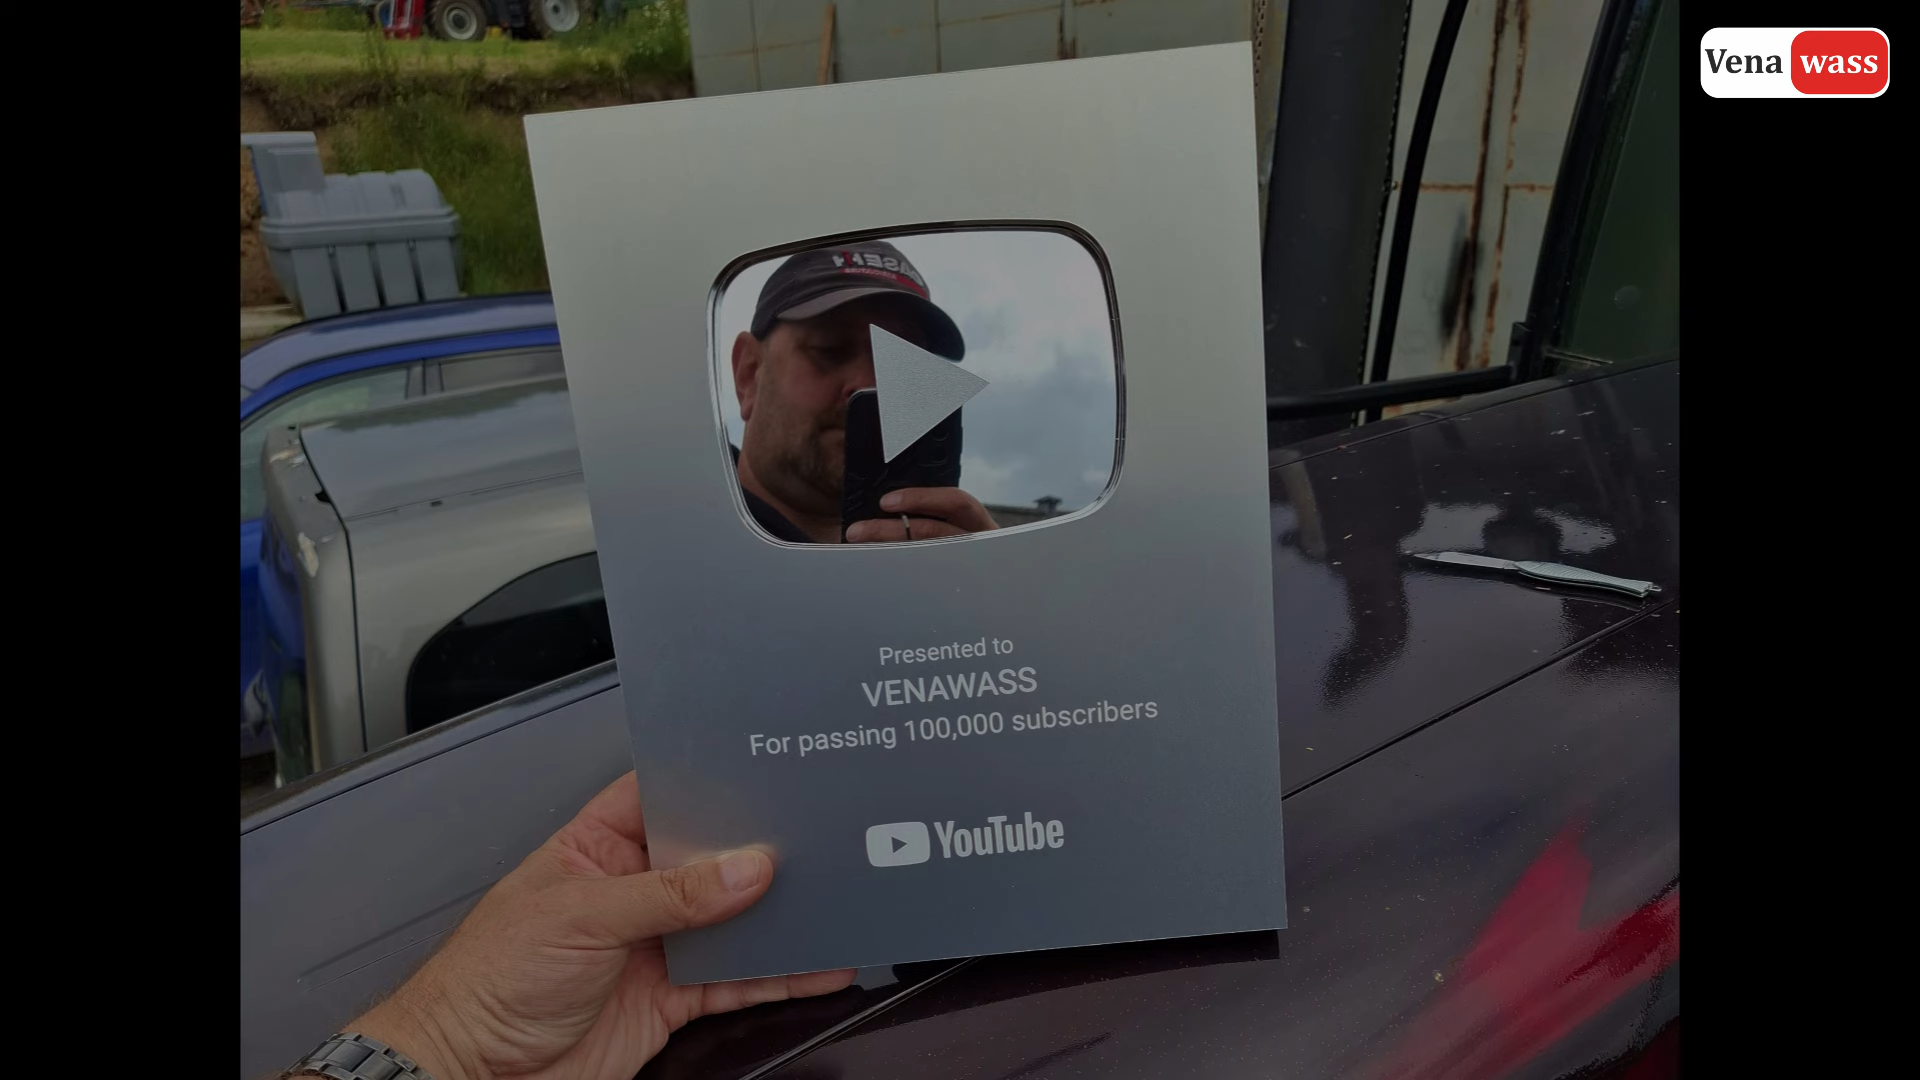 Vena wass
Presented to
VENAWASS
For passing 100,000 subscribers
YouTube